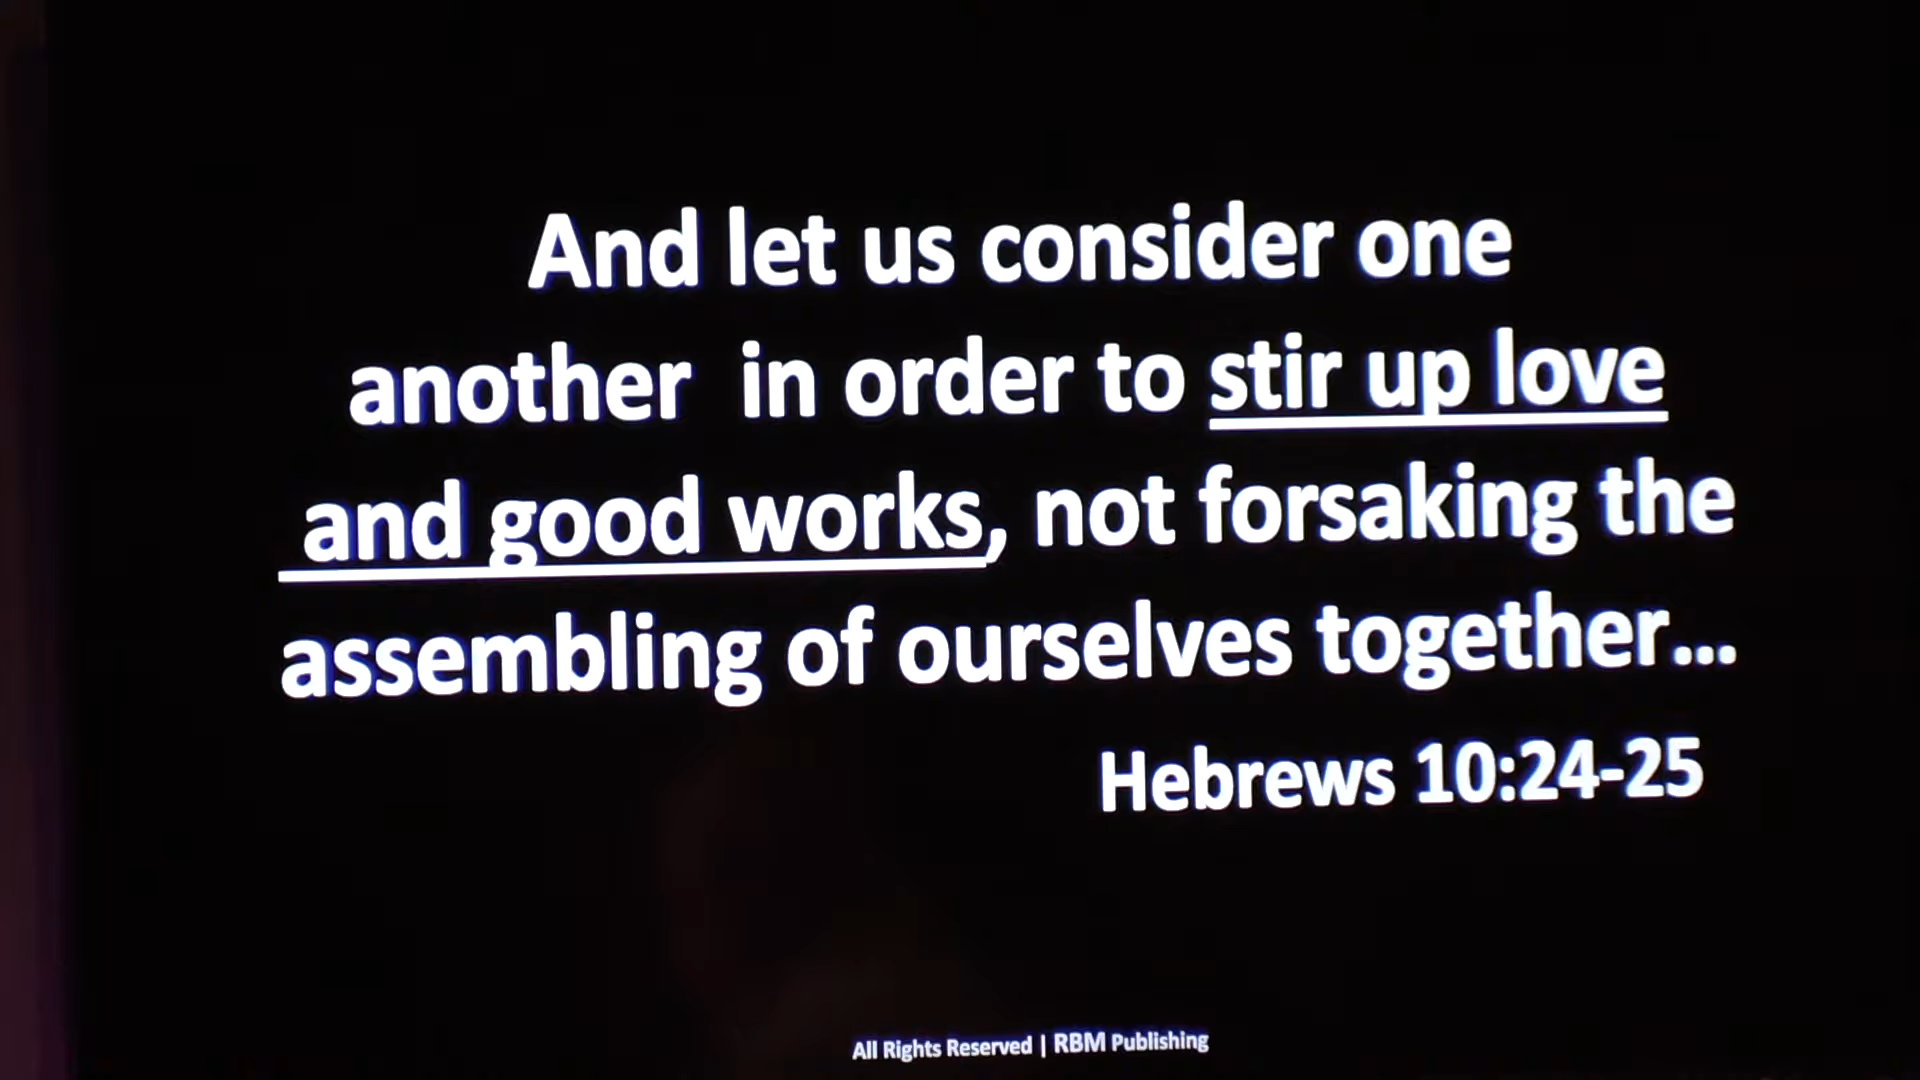 And let us consider one
another  in order to stir up love
and good works, not forsaking the
assembling of ourselves together...
Hebrews 10:24-25
All Rights Reserved | RBM Publishing